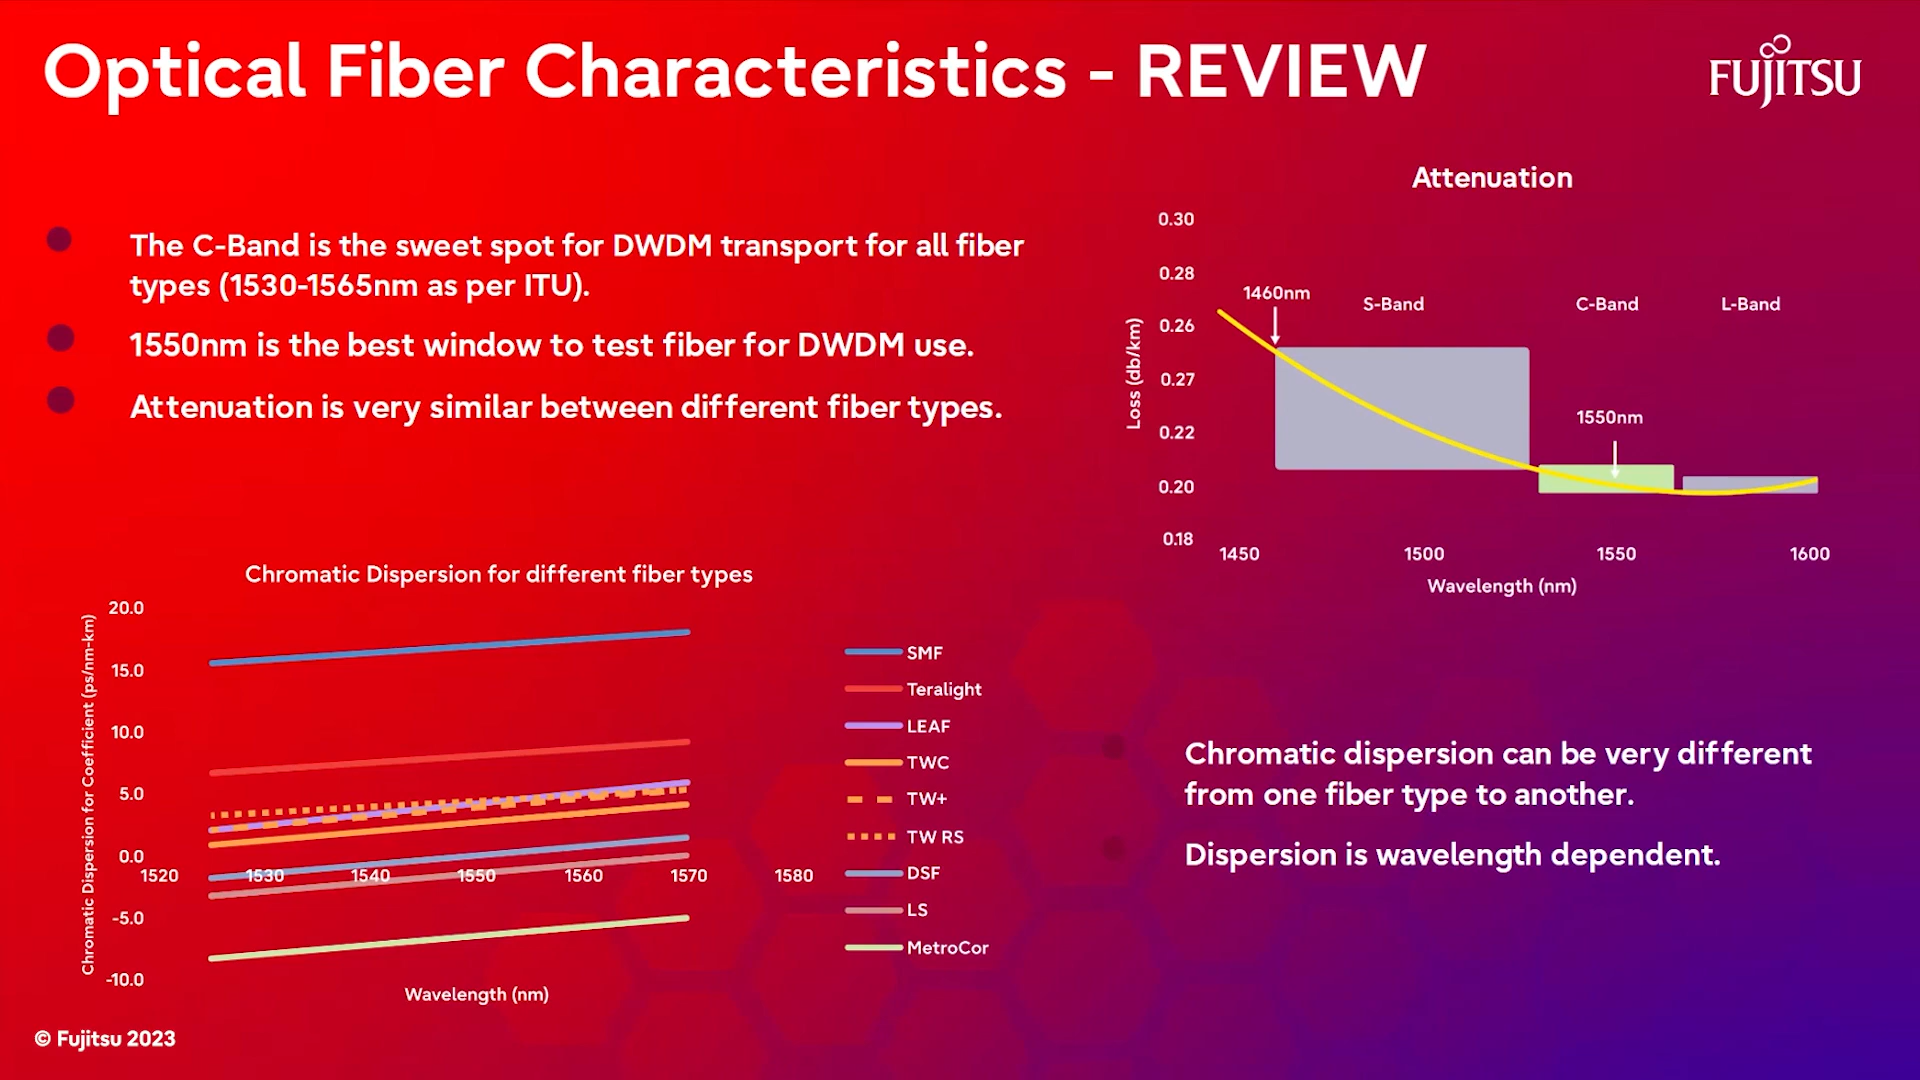 Optical Fiber Characteristics - REVIEW
FUJITSU
The C-Band is the sweet spot for DWDM transport for all fiber
types (1530-1565nm as per ITU).
1550nm is the best window to test fiber for DWDM use.
Attenuation is very similar between different fiber types.
Attenuation
0.30
0.28
0.26
0.27
0.22
0.20
0.18
Loss (db/km)
1460nm
S-Band
C-Band
L-Band
1550nm
1450
1500
1550
1600
Wavelength (nm)
Chromatic Dispersion for different fiber types
Chromatic Dispersion for Coefficient (ps/nm-km)
20.0
15.0
10.0
5.0
0.0
-5.0
-10.0
1520
1530
1540
1550
1560
1570
1580
Wavelength (nm)
SMF
Teralight
LEAF
TWC
TW+
TW RS
DSF
LS
MetroCor
Chromatic dispersion can be very different
from one fiber type to another.
Dispersion is wavelength dependent.
© Fujitsu 2023